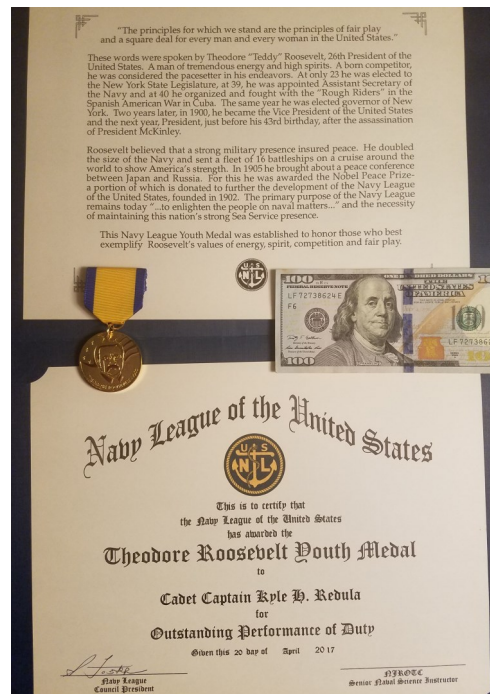 "The principles for which we stand are the principles of fair play
and a square deal for every man and every woman in the United States."
These words were spoken by Theodore "Teddy" Roosevelt, 26th President of the
United States. A man of tremendous energy and high spirits. A born competitor,
he was considered the pacesetter in his endeavors. At only 23 he was elected to
the New York State Legislature, at 39, he was appointed Assistant Secretary of
the Navy and at 40 he organized and fought with the "Rough Riders" in the
Spanish American War in Cuba. The same year he was elected governor of New
York. Two years later, in 1900, he became the Vice President of the United States
and the next year, President, just before his 43rd birthday, after the assassination
of President McKinley.
Roosevelt believed that a strong military presence insured peace. He doubled
the size of the Navy and sent a fleet of 16 battleships on a cruise around the
world to show America's strength. In 1905 he brought about a peace conference
between Japan and Russia. For this he was awarded the Nobel Peace Prize-
a portion of which is donated to further the development of the Navy League
of the United States, founded in 1902. The primary purpose of the Navy League
remains today "...to enlighten the people on naval matters..." and the necessity
of maintaining this nation's strong Sea Service presence.
This Navy League Youth Medal was established to honor those who best
exemplify Roosevelt's values of energy, spirit, competition and fair play.
U S
N L
FEDERAL RESERVE NOTE
THE UNITED STATES
OF AMERICA
LF 72738624 E
F6
LF 7273862
100
100
Navy League of the United States
U S
N L
This is to certify that
the Navy League of the United States
has awarded the
Theodore Roosevelt Youth Medal
to
Cadet Captain Kyle H. Redula
for
Outstanding Performance of Duty
Given this 20 day of April 2017
Navy League
Council President
NJROTC
Senior Naval Science Instructor